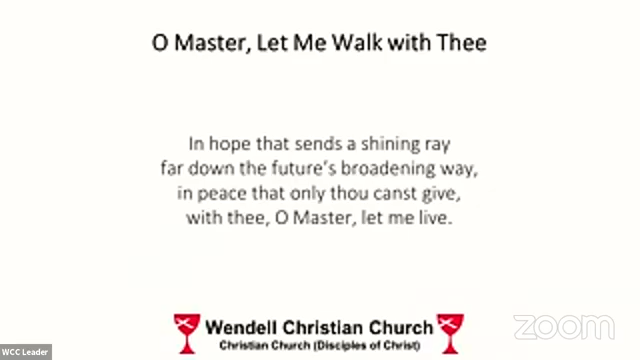 O Master, Let Me Walk with Thee
In hope that sends a shining ray
far down the future's broadening way,
in peace that only thou canst give,
with thee, O Master, let me live.
Wendell Christian Church
Christian Church (Disciples of Christ)
zoom
WCC Leader